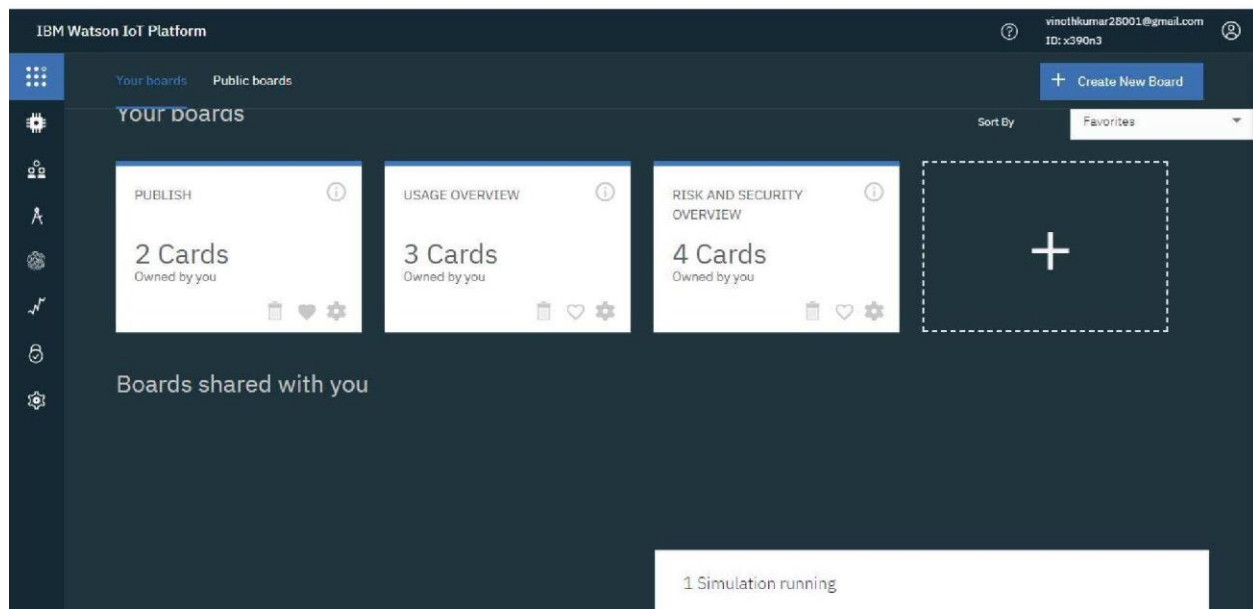 IBM Watson IoT Platform
vinothkumar28001@gmail.com
ID: x390n3
Your boards
Public boards
+ Create New Board
Your boards
Sort By
Favorites
PUBLISH
2 Cards
Owned by you
USAGE OVERVIEW
3 Cards
Owned by you
RISK AND SECURITY
OVERVIEW
4 Cards
Owned by you
Boards shared with you
1 Simulation running